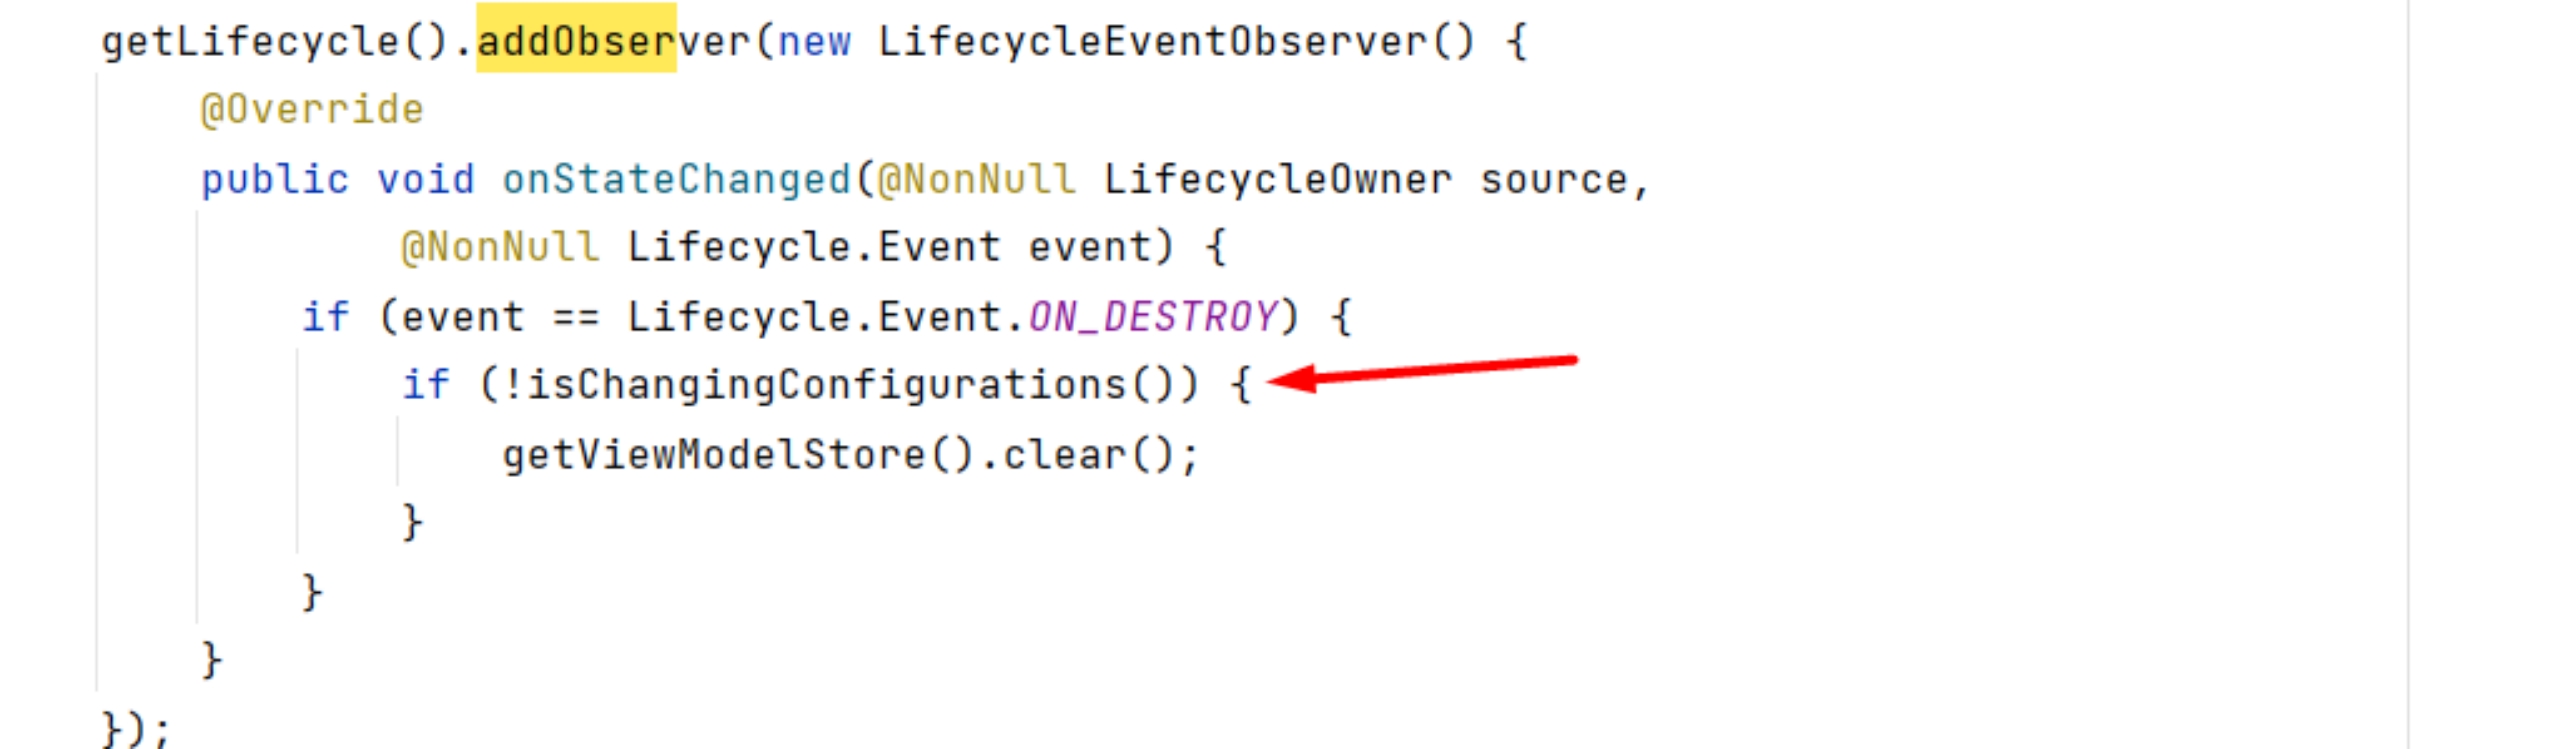 getLifecycle().addObserver(new LifecycleEventObserver() {
@Override
public void onStateChanged(@NonNull LifecycleOwner source,
@NonNull Lifecycle.Event event) {
if (event == Lifecycle.Event.ON_DESTROY) {
if (!isChangingConfigurations()) {
getViewModelStore().clear();
}
}
}
});